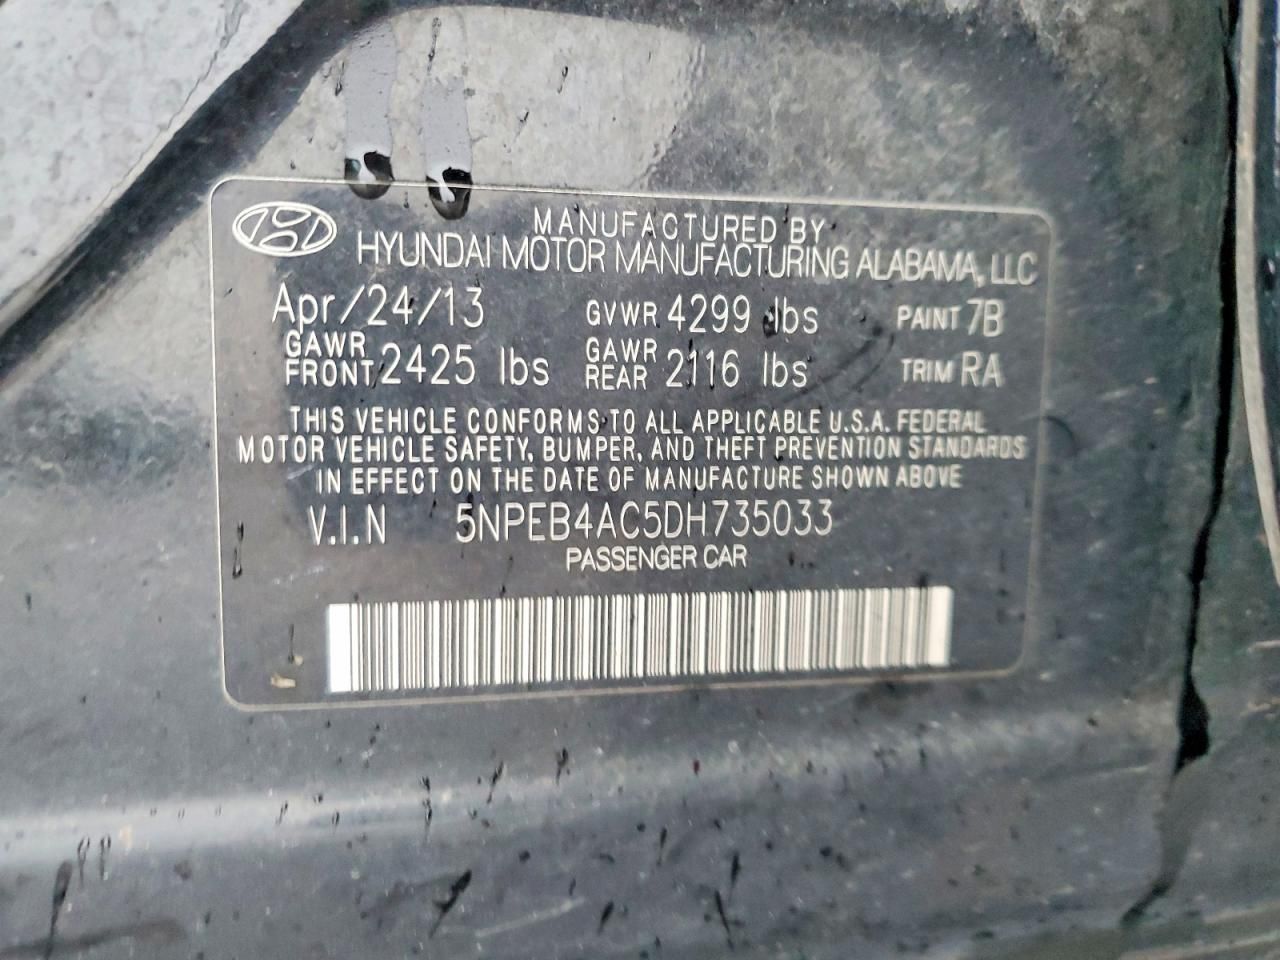 MANUFACTURED BY
HYUNDAI MOTOR MANUFACTURING ALABAMA, LLC
Apr/24/13 GVWR 4299 lbs PAINT 7B
GAWR FRONT 2425 lbs GAWR REAR 2116 lbs TRIM RA
THIS VEHICLE CONFORMS TO ALL APPLICABLE U.S.A. FEDERAL
MOTOR VEHICLE SAFETY, BUMPER, AND THEFT PREVENTION STANDARDS
IN EFFECT ON THE DATE OF MANUFACTURE SHOWN ABOVE
V.I.N 5NPEB4AC5DH735033
PASSENGER CAR